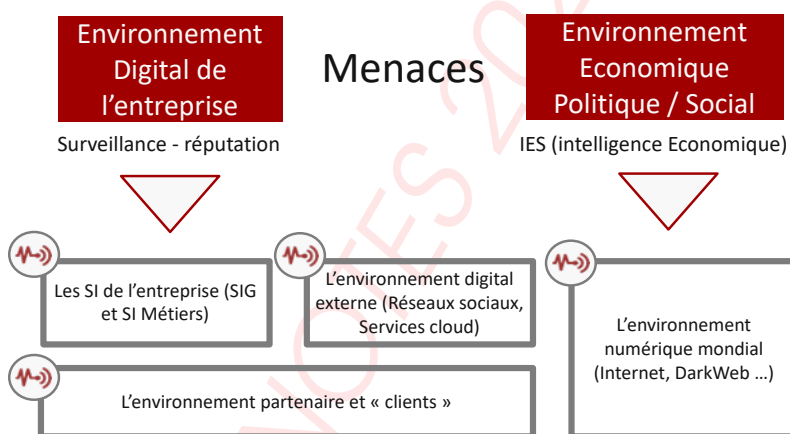 Environnement
Digital de
l'entreprise
Menaces
Environnement
Economique
Politique / Social
Surveillance - réputation
IES (intelligence Economique)
Les SI de l'entreprise (SIG
et SI Métiers)
L'environnement digital
externe (Réseaux sociaux,
Services cloud)
L'environnement
numérique mondial
(Internet, DarkWeb ...)
L'environnement partenaire et « clients »
NOTES 202